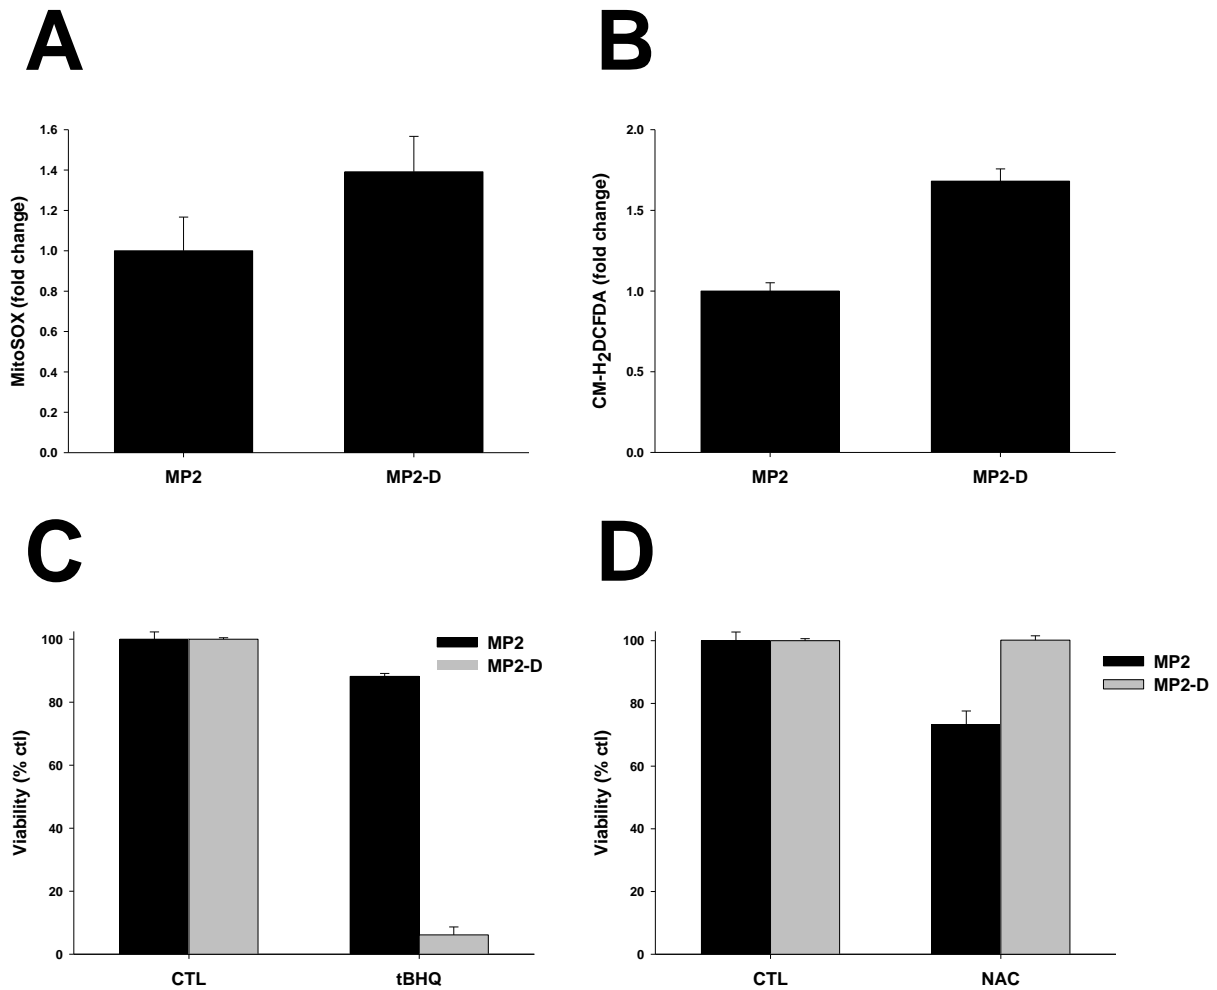 A
MitoSOX (fold change)
1.6
1.4
1.2
1.0
0.8
0.6
0.4
0.2
0.0
MP2 MP2-D
B
CM-H₂DCFDA (fold change)
2.0
1.5
1.0
0.5
0.0
MP2 MP2-D
C
Viability (% ctl)
100
80
60
40
20
0
CTL tBHQ
MP2
MP2-D
D
Viability (% ctl)
100
80
60
40
20
0
CTL NAC
MP2
MP2-D